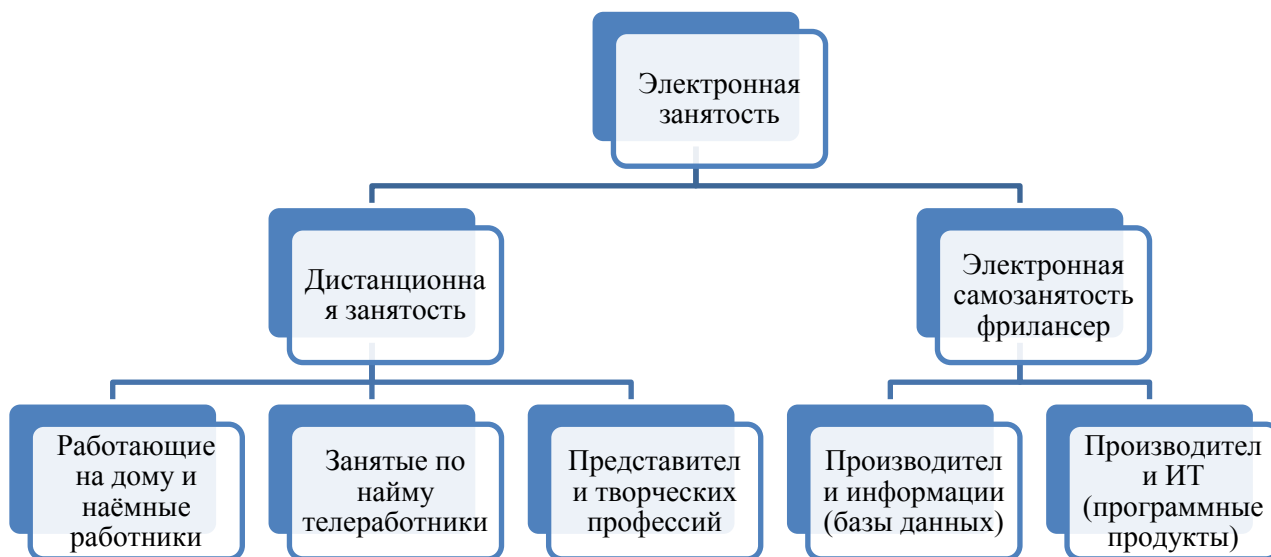 Электронная
занятость
Дистанционна
я занятость
Электронная
самозанятость
фрилансер
Работающие
на дому и
наёмные
работники
Занятые по
найму
телеработники
Представител
и творческих
профессий
Производител
и информации
(базы данных)
Производител
и ИТ
(программные
продукты)